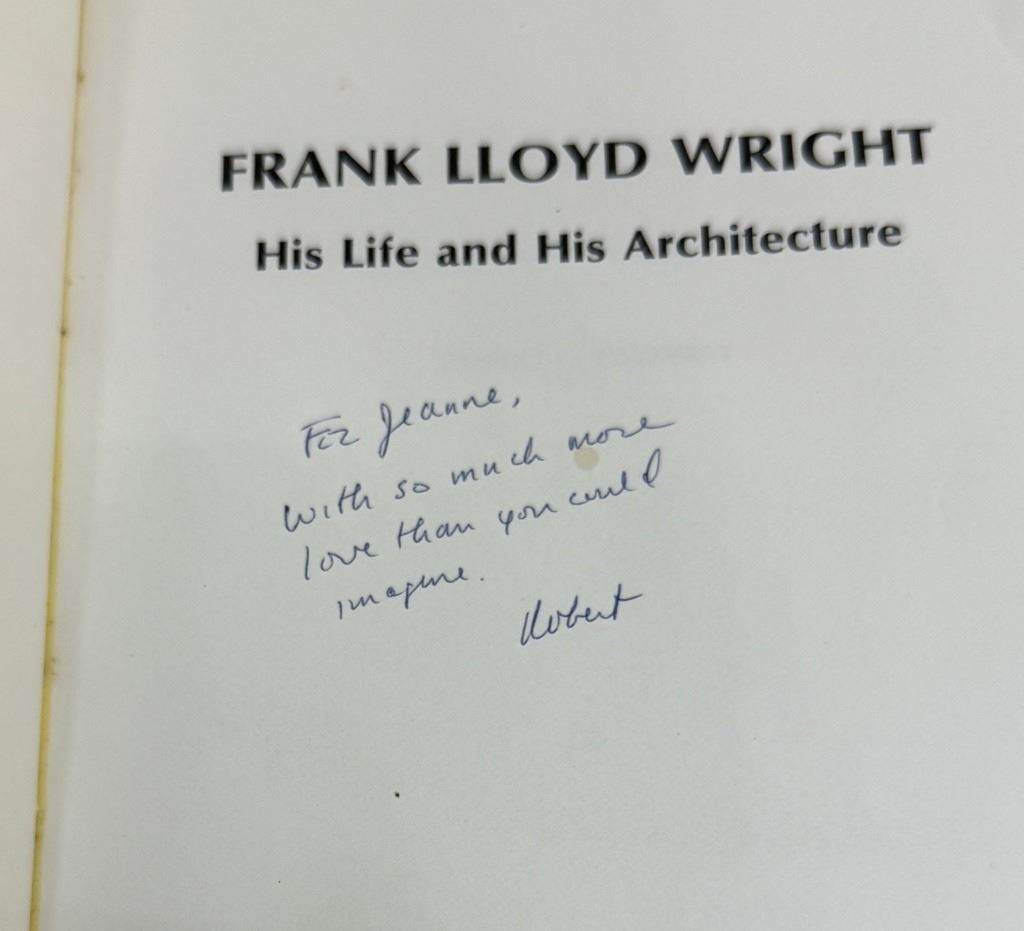 FRANK LLOYD WRIGHT
His Life and His Architecture
For Jeanne,
with so much more
love than you could
imagine.
Robert